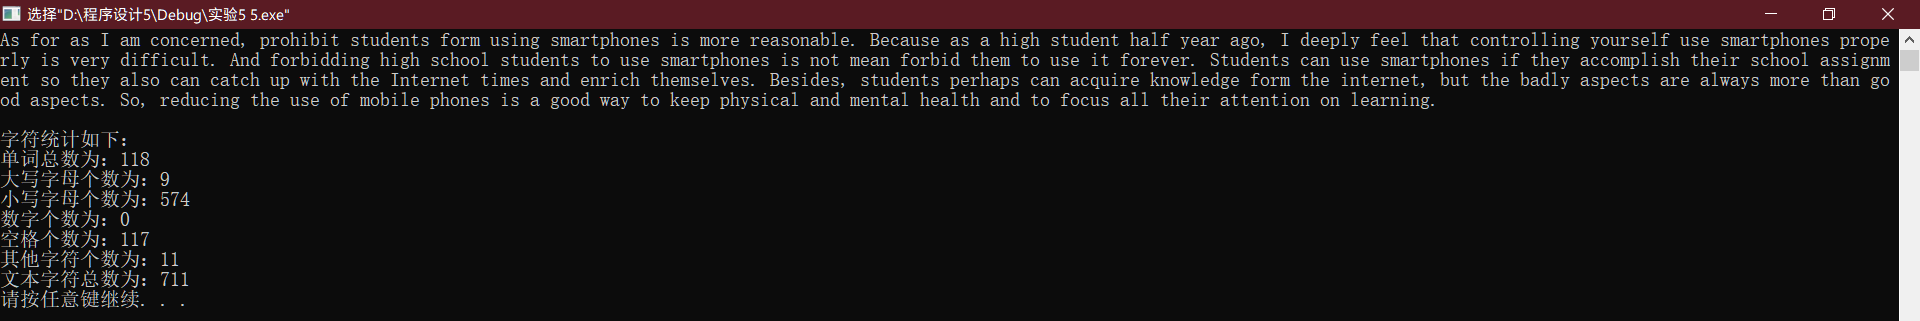 选择"D:\程序设计5\Debug\实验5 5.exe"
As for as I am concerned, prohibit students form using smartphones is more reasonable. Because as a high student half year ago, I deeply feel that controlling yourself use smartphones prope
rly is very difficult. And forbidding high school students to use smartphones is not mean forbid them to use it forever. Students can use smartphones if they accomplish their school assignm
ent so they also can catch up with the Internet times and enrich themselves. Besides, students perhaps can acquire knowledge form the internet, but the badly aspects are always more than go
od aspects. So, reducing the use of mobile phones is a good way to keep physical and mental health and to focus all their attention on learning.
字符统计如下：
单词总数为：118
大写字母个数为：9
小写字母个数为：574
数字个数为：0
空格个数为：117
其他字符个数为：11
文本字符总数为：711
请按任意键继续. . .